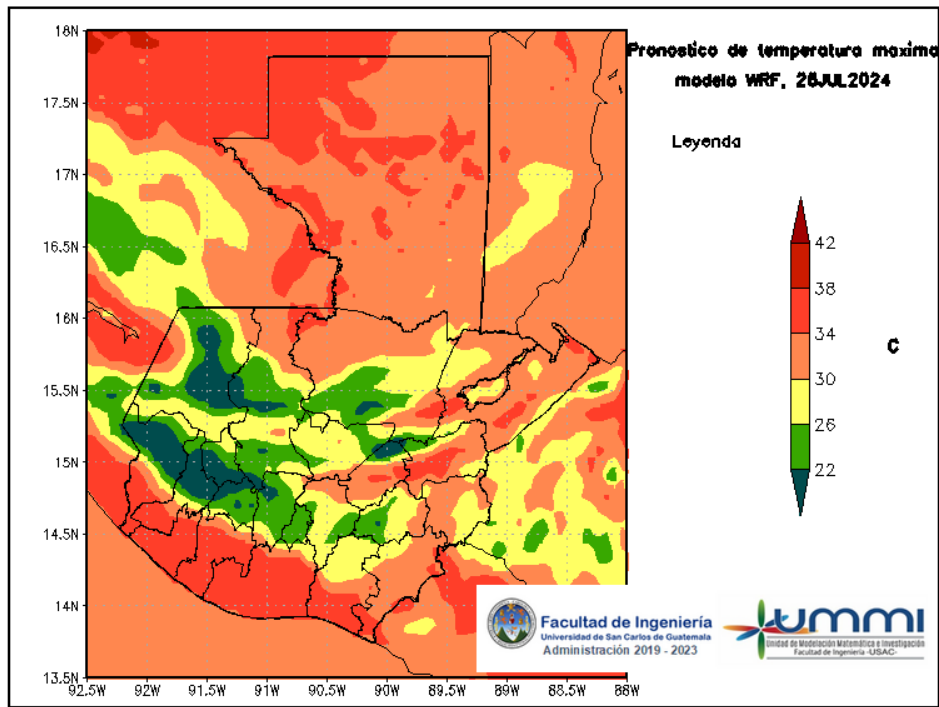 Pronostico de temperatura maxima
modelo WRF, 28JUL2024
Leyenda
42
38
34
30
26
22
C
18N
17.5N
17N
16.5N
16N
15.5N
15N
14.5N
14N
13.5N
92.5W 92W 91.5W 91W 90.5W 90W 89.5W 89W 88.5W 88W
Facultad de Ingeniería
Universidad de San Carlos de Guatemala
Administración 2019 - 2023
UMMI
Unidad de Modelación Matemática e Investigación
Facultad de Ingeniería -USAC-